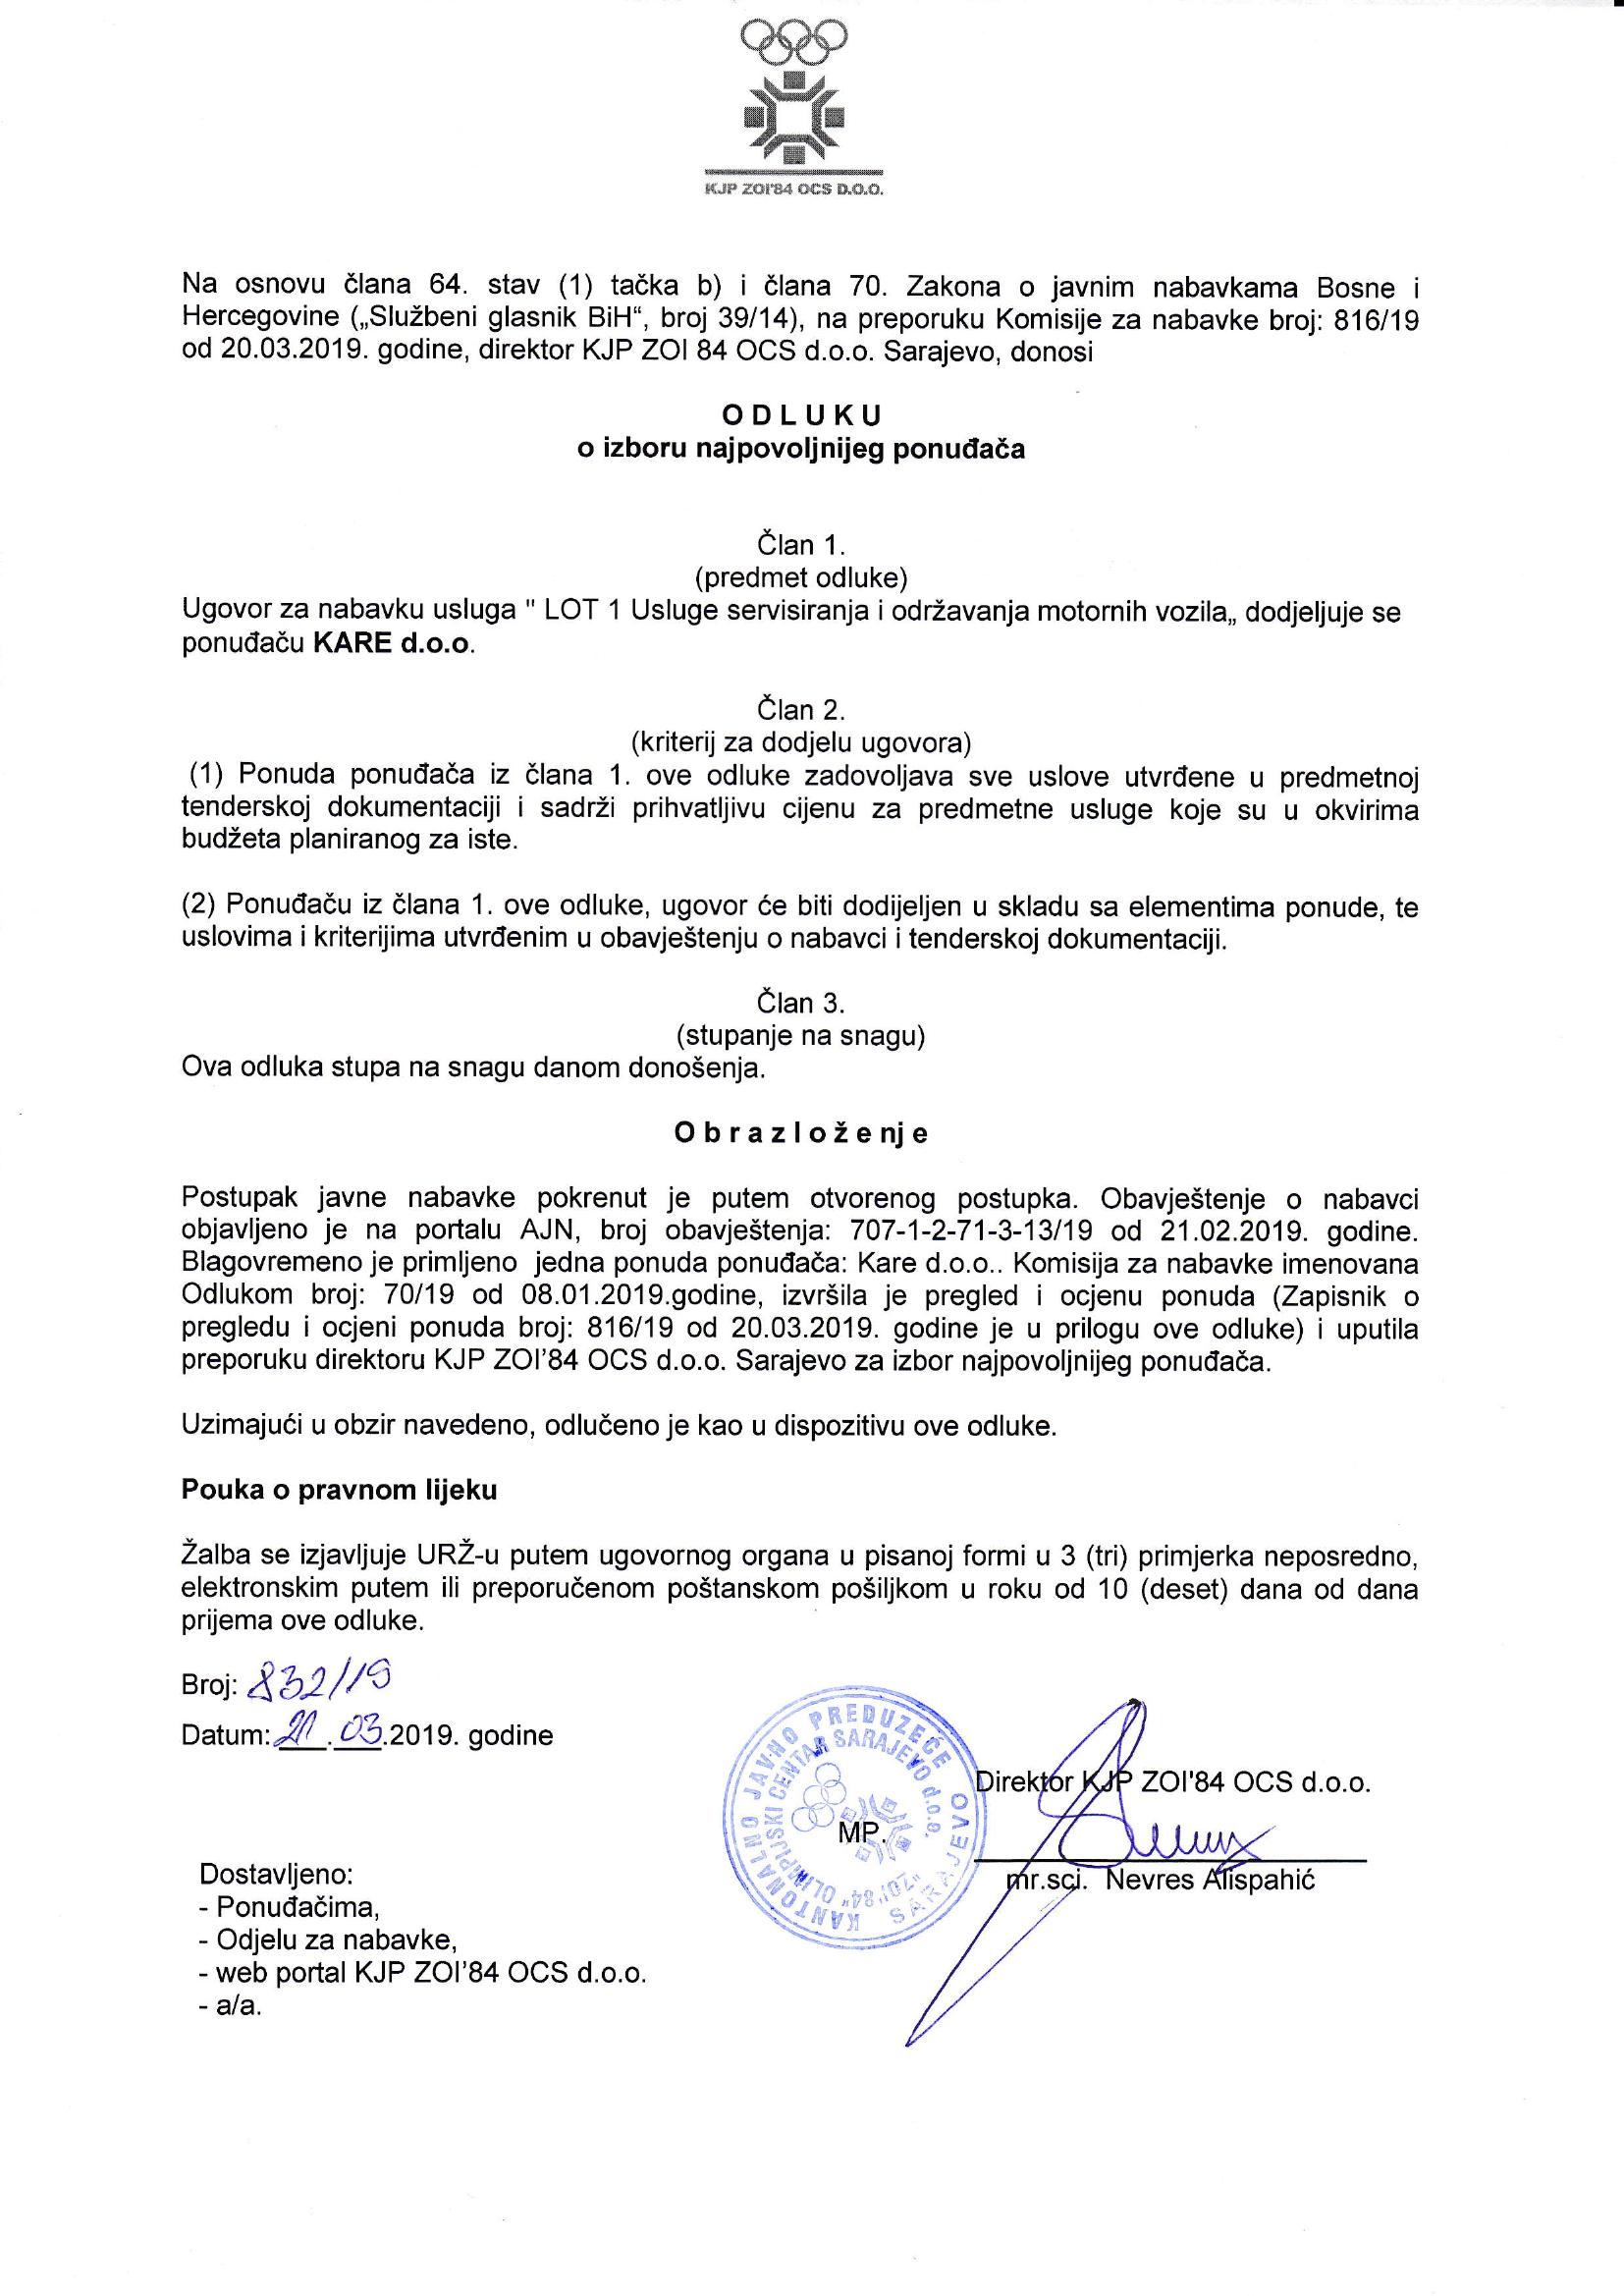 KJP ZOI'84 OCS D.O.O.
Na osnovu člana 64. stav (1) tačka b) i člana 70. Zakona o javnim nabavkama Bosne i
Hercegovine („Službeni glasnik BiH“, broj 39/14), na preporuku Komisije za nabavke broj: 816/19
od 20.03.2019. godine, direktor KJP ZOI 84 OCS d.o.o. Sarajevo, donosi
O D L U K U
o izboru najpovoljnijeg ponuđača
Član 1.
(predmet odluke)
Ugovor za nabavku usluga " LOT 1 Usluge servisiranja i održavanja motornih vozila„ dodjeljuje se
ponuđaču KARE d.o.o.
Član 2.
(kriterij za dodjelu ugovora)
(1) Ponuda ponuđača iz člana 1. ove odluke zadovoljava sve uslove utvrđene u predmetnoj
tenderskoj dokumentaciji i sadrži prihvatljivu cijenu za predmetne usluge koje su u okvirima
budžeta planiranog za iste.
(2) Ponuđaču iz člana 1. ove odluke, ugovor će biti dodijeljen u skladu sa elementima ponude, te
uslovima i kriterijima utvrđenim u obavještenju o nabavci i tenderskoj dokumentaciji.
Član 3.
(stupanje na snagu)
Ova odluka stupa na snagu danom donošenja.
O b r a z l o ž e nj e
Postupak javne nabavke pokrenut je putem otvorenog postupka. Obavještenje o nabavci
objavljeno je na portalu AJN, broj obavještenja: 707-1-2-71-3-13/19 od 21.02.2019. godine.
Blagovremeno je primljeno jedna ponuda ponuđača: Kare d.o.o.. Komisija za nabavke imenovana
Odlukom broj: 70/19 od 08.01.2019.godine, izvršila je pregled i ocjenu ponuda (Zapisnik o
pregledu i ocjeni ponuda broj: 816/19 od 20.03.2019. godine je u prilogu ove odluke) i uputila
preporuku direktoru KJP ZOI’84 OCS d.o.o. Sarajevo za izbor najpovoljnijeg ponuđača.
Uzimajući u obzir navedeno, odlučeno je kao u dispozitivu ove odluke.
Pouka o pravnom lijeku
Žalba se izjavljuje URŽ-u putem ugovornog organa u pisanoj formi u 3 (tri) primjerka neposredno,
elektronskim putem ili preporučenom poštanskom pošiljkom u roku od 10 (deset) dana od dana
prijema ove odluke.
Broj: 832/19
Datum: 21.03.2019. godine
KANTONALNO JAVNO PREDUZEĆE
OLIMPIJSKI CENTAR SARAJEVO d.o.o.
"ZOI'84"
SARAJEVO
MP.
Direktor KJP ZOI'84 OCS d.o.o.
mr.sci. Nevres Alispahić
Dostavljeno:
- Ponuđačima,
- Odjelu za nabavke,
- web portal KJP ZOI’84 OCS d.o.o.
- a/a.